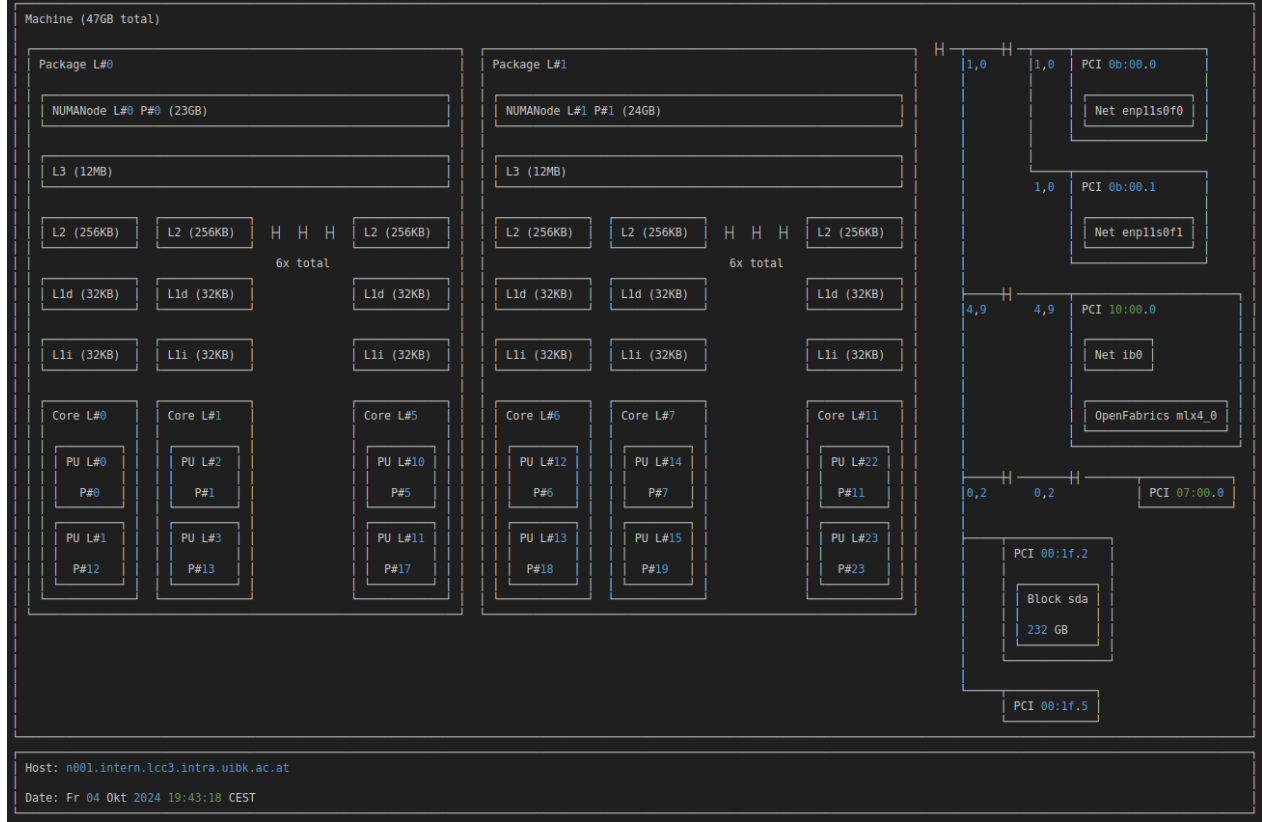 Machine (47GB total)
Package L#0 Package L#1 1,0 1,0 PCI 0b:00.0
NUMANode L#0 P#0 (23GB) NUMANode L#1 P#1 (24GB) Net enp11s0f0
L3 (12MB) L3 (12MB)
1,0 PCI 0b:00.1
L2 (256KB) L2 (256KB) L2 (256KB) L2 (256KB) L2 (256KB) L2 (256KB) Net enp11s0f1
6x total 6x total
L1d (32KB) L1d (32KB) L1d (32KB) L1d (32KB) L1d (32KB) L1d (32KB)
4,9 4,9 PCI 10:00.0
L1i (32KB) L1i (32KB) L1i (32KB) L1i (32KB) L1i (32KB) L1i (32KB) Net ib0
Core L#0 Core L#1 Core L#5 Core L#6 Core L#7 Core L#11 OpenFabrics mlx4_0
PU L#0 PU L#2 PU L#10 PU L#12 PU L#14 PU L#22
P#0 P#1 P#5 P#6 P#7 P#11 0,2 0,2 PCI 07:00.0
PU L#1 PU L#3 PU L#11 PU L#13 PU L#15 PU L#23
PCI 00:1f.2
P#12 P#13 P#17 P#18 P#19 P#23
Block sda
232 GB
PCI 00:1f.5
Host: n001.intern.lcc3.intra.uibk.ac.at
Date: Fr 04 Okt 2024 19:43:18 CEST